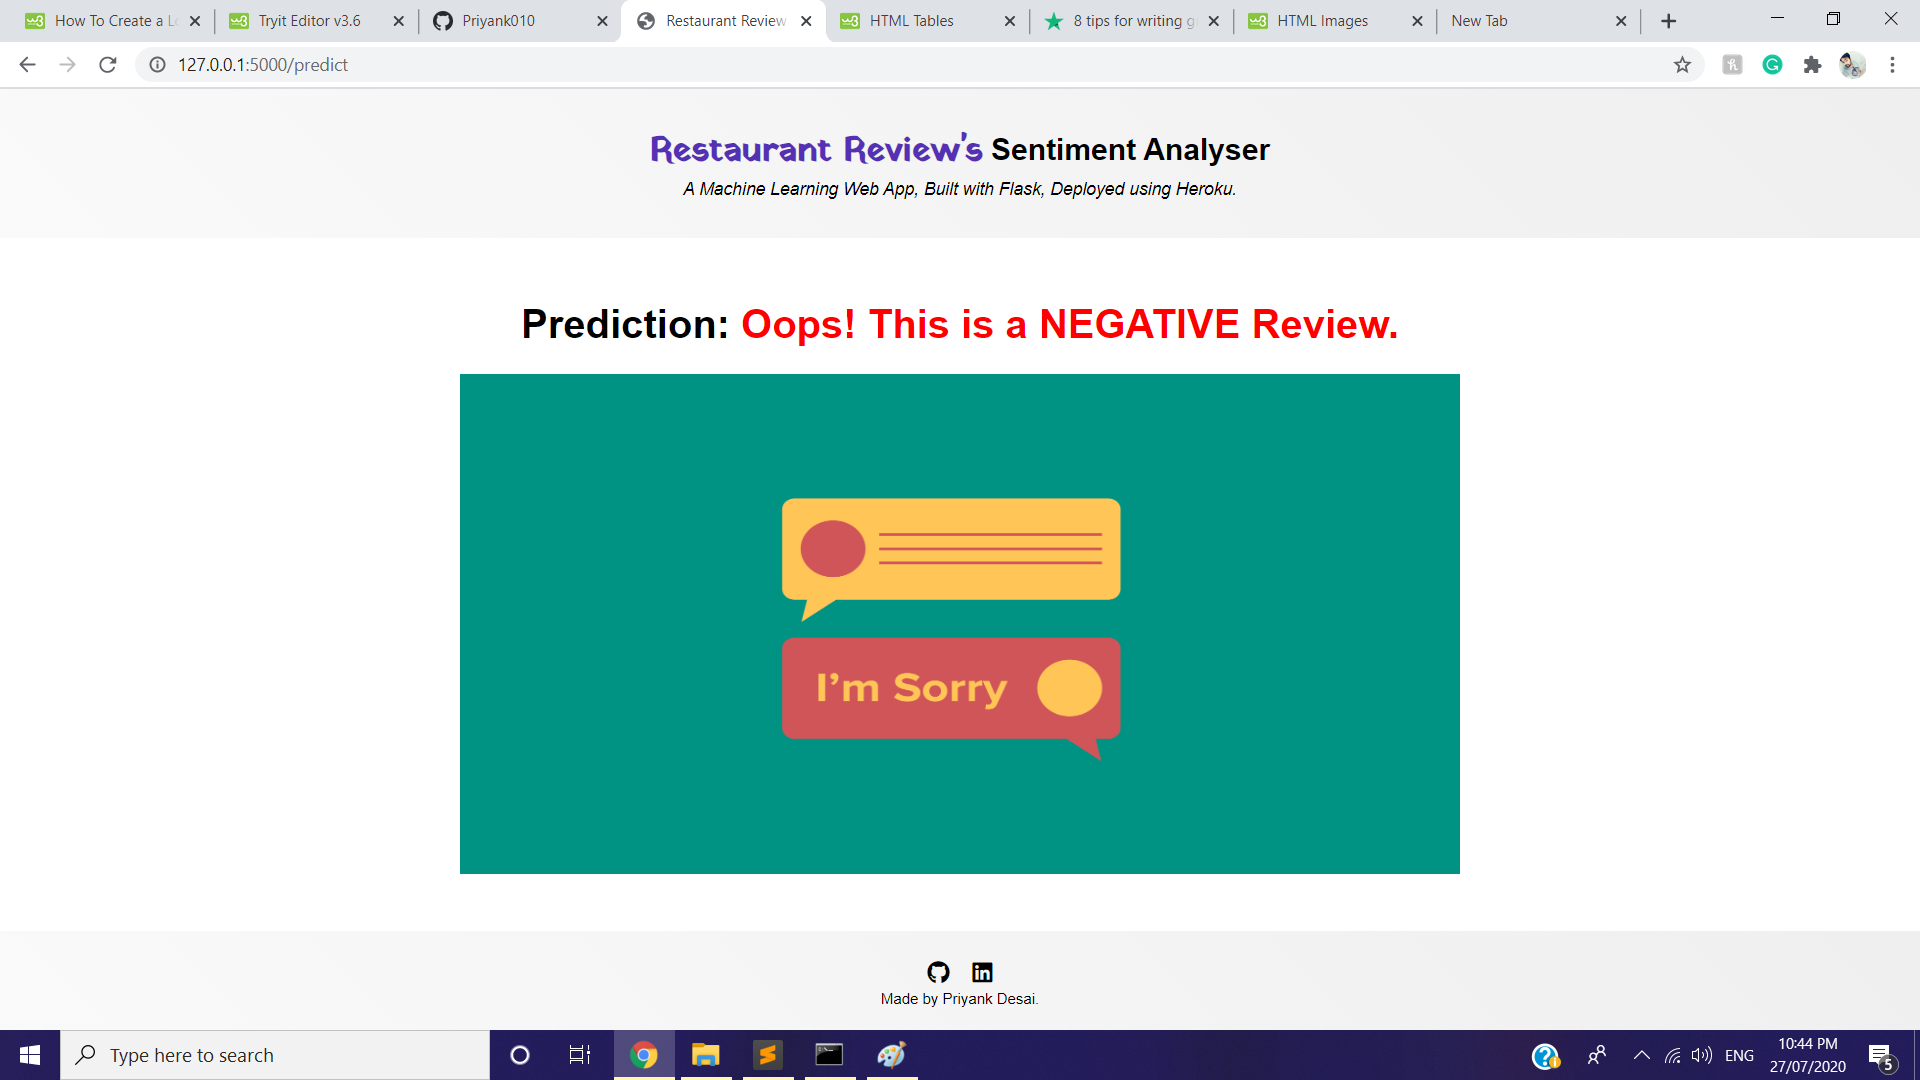 How To Create a L
Tryit Editor v3.6
Priyank010
Restaurant Review
HTML Tables
8 tips for writing g
HTML Images
New Tab
127.0.0.1:5000/predict
Restaurant Review's Sentiment Analyser
A Machine Learning Web App, Built with Flask, Deployed using Heroku.
Prediction: Oops! This is a NEGATIVE Review.
I'm Sorry
Made by Priyank Desai.
Type here to search
ENG
10:44 PM
27/07/2020
5